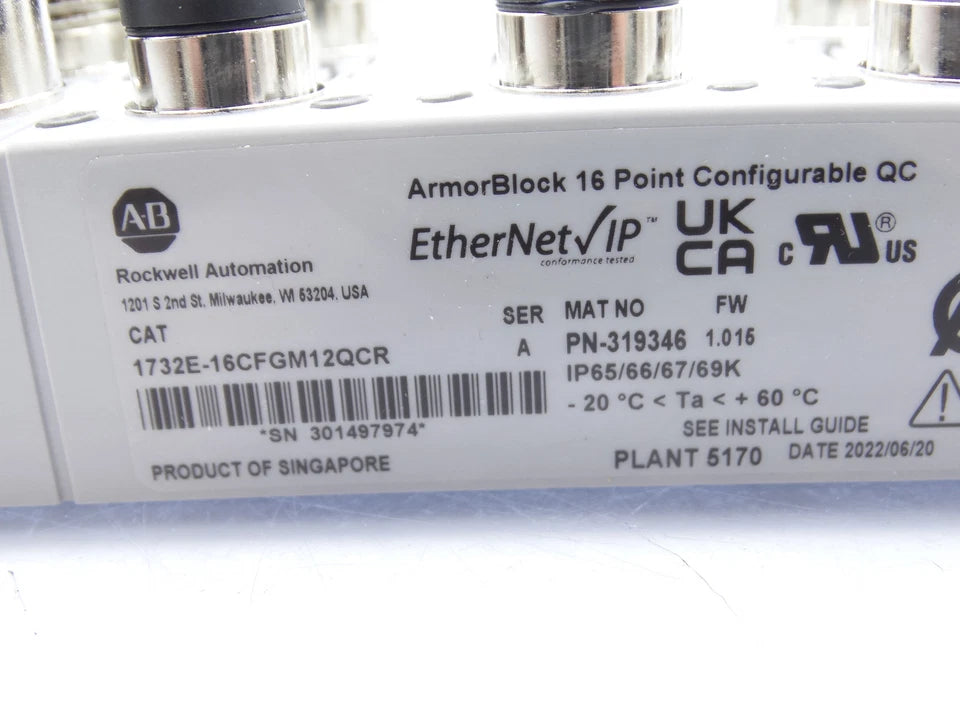 ArmorBlock 16 Point Configurable QC
A-B
EtherNet/IP™
conformance tested
UK
CA
C UR® US
Rockwell Automation
1201 S 2nd St. Milwaukee, WI 53204, USA
CAT
1732E-16CFGM12QCR
SER
A
MAT NO
PN-319346
FW
1.015
IP65/66/67/69K
- 20 °C < Ta < + 60 °C
*SN 301497974*
SEE INSTALL GUIDE
PRODUCT OF SINGAPORE
PLANT 5170
DATE 2022/06/20